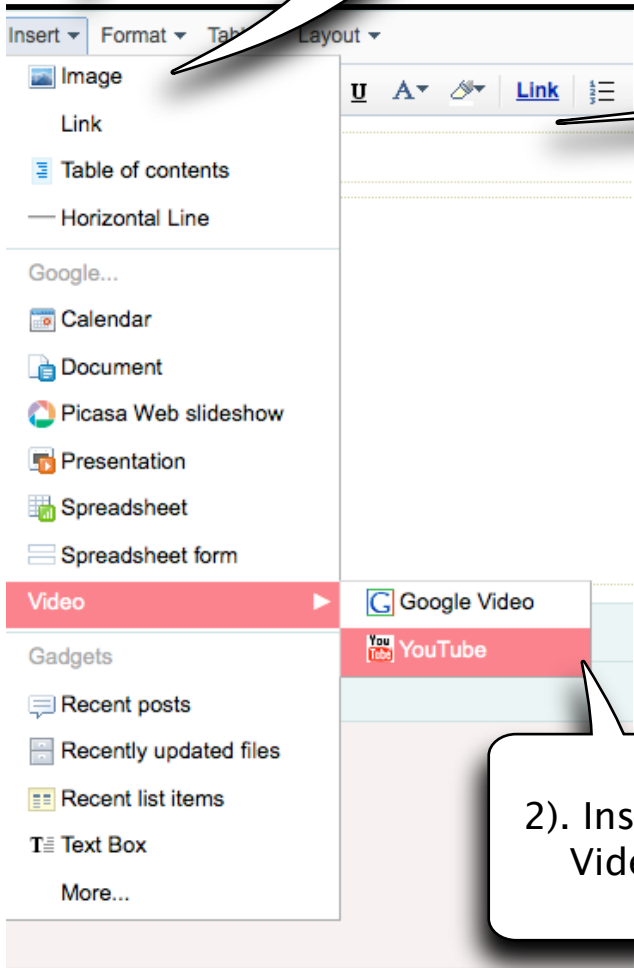 Insert Format Layout
Image
U A Link
Link
Table of contents
Horizontal Line
Google...
Calendar
Document
Picasa Web slideshow
Presentation
Spreadsheet
Spreadsheet form
Video
Google Video
You Tube YouTube
Gadgets
Recent posts
Recently updated files
Recent list items
T Text Box
More...
2). Ins
Vide